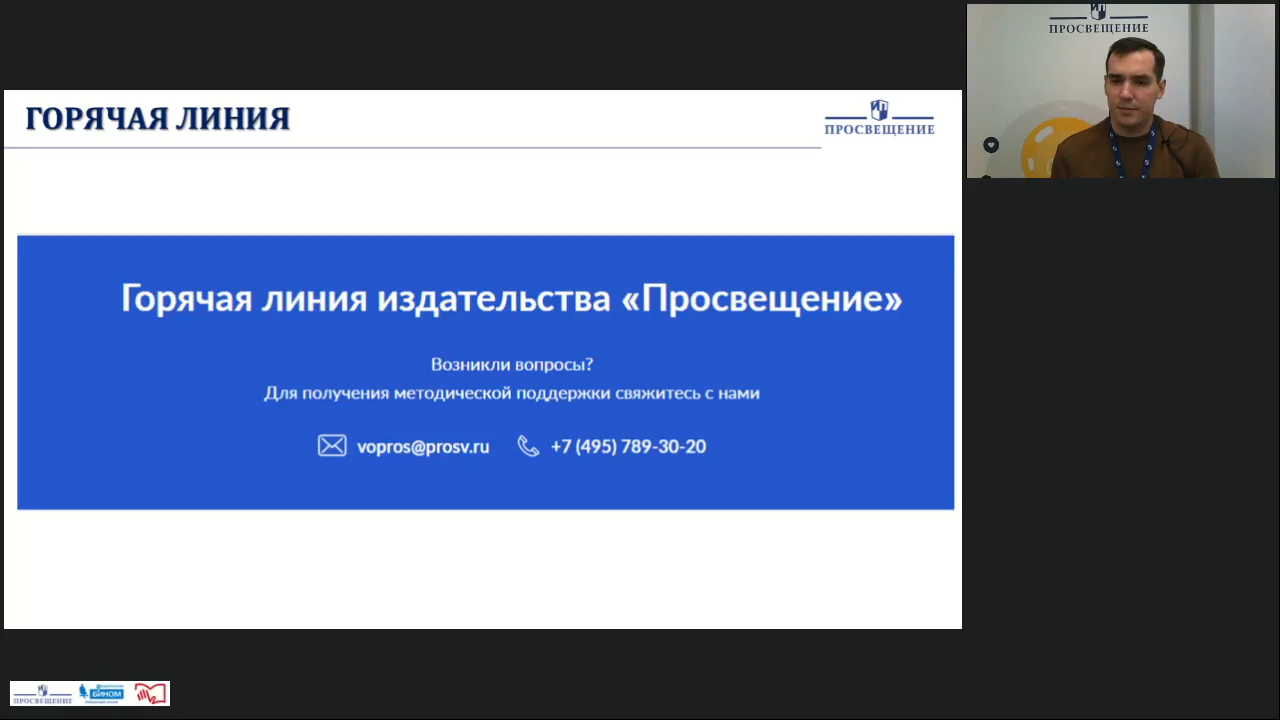 ПРОСВЕЩЕНИЕ
ГОРЯЧАЯ ЛИНИЯ
ПРОСВЕЩЕНИЕ
Горячая линия издательства «Просвещение»
Возникли вопросы?
Для получения методической поддержки свяжитесь с нами
vopros@prosv.ru +7 (495) 789-30-20
ПРОСВЕЩЕНИЕ
БИНОМ